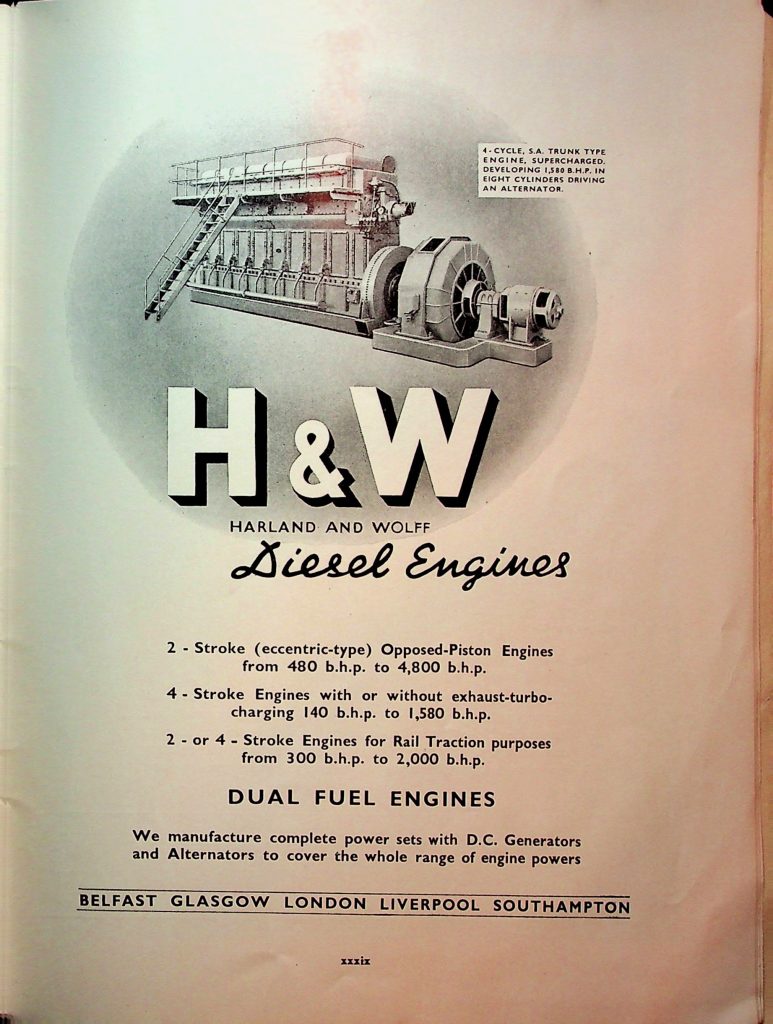 4 - CYCLE, S.A. TRUNK TYPE
ENGINE, SUPERCHARGED.
DEVELOPING 1,580 B.H.P. IN
EIGHT CYLINDERS DRIVING
AN ALTERNATOR.
H & W
HARLAND AND WOLFF
Diesel Engines
2 - Stroke (eccentric-type) Opposed-Piston Engines
from 480 b.h.p. to 4,800 b.h.p.
4 - Stroke Engines with or without exhaust-turbo-
charging 140 b.h.p. to 1,580 b.h.p.
2 - or 4 - Stroke Engines for Rail Traction purposes
from 300 b.h.p. to 2,000 b.h.p.
DUAL FUEL ENGINES
We manufacture complete power sets with D.C. Generators
and Alternators to cover the whole range of engine powers
BELFAST GLASGOW LONDON LIVERPOOL SOUTHAMPTON
xxxix